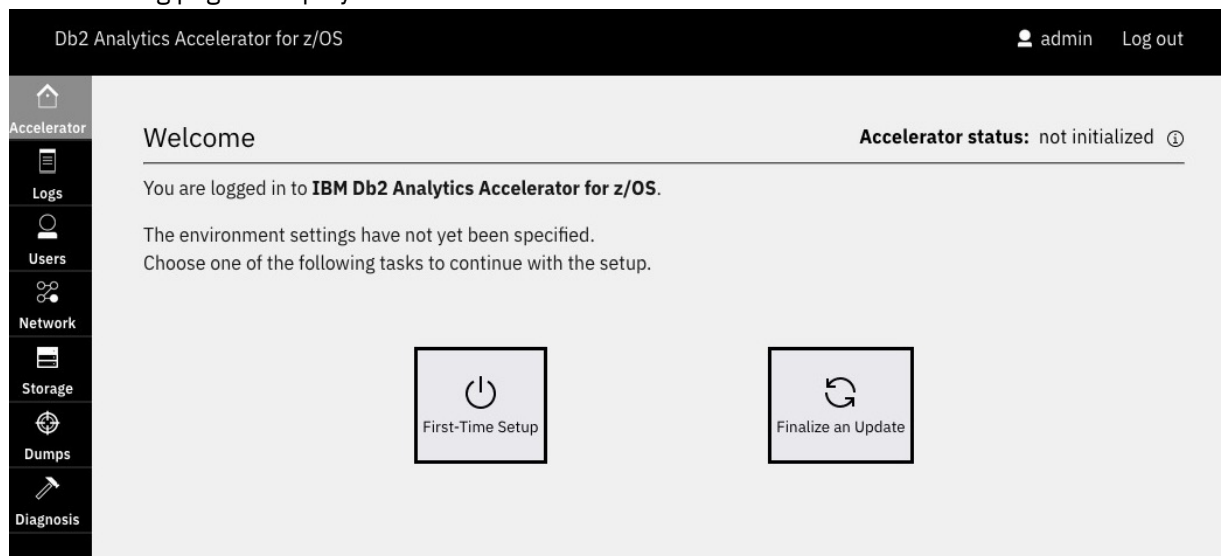 Db2 Analytics Accelerator for z/OS
admin Log out
Accelerator
Logs
Users
Network
Storage
Dumps
Diagnosis
Welcome
Accelerator status: not initialized
You are logged in to IBM Db2 Analytics Accelerator for z/OS.
The environment settings have not yet been specified.
Choose one of the following tasks to continue with the setup.
First-Time Setup
Finalize an Update